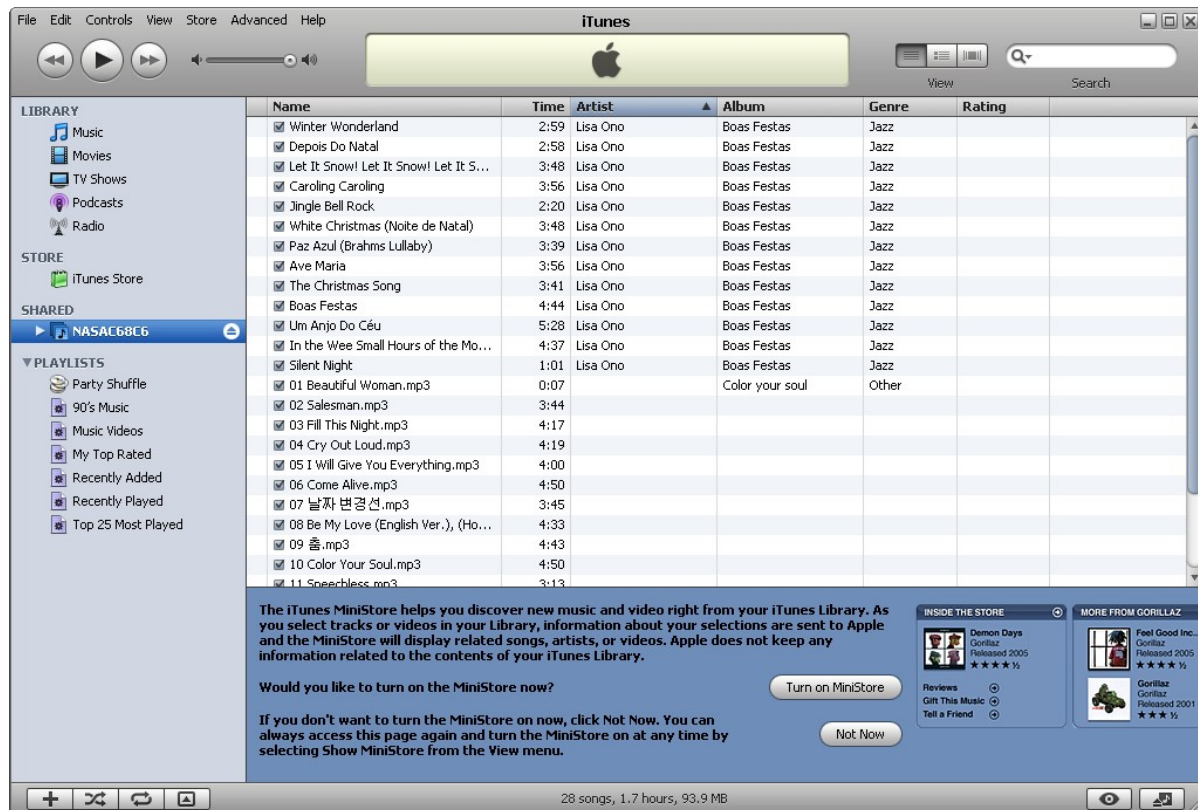 File Edit Controls View Store Advanced Help
iTunes
View
Search
LIBRARY
Music
Movies
TV Shows
Podcasts
Radio
STORE
iTunes Store
SHARED
NASAC68C6
PLAYLISTS
Party Shuffle
90's Music
Music Videos
My Top Rated
Recently Added
Recently Played
Top 25 Most Played
Name Time Artist Album Genre Rating
Winter Wonderland 2:59 Lisa Ono Boas Festas Jazz
Depois Do Natal 2:58 Lisa Ono Boas Festas Jazz
Let It Snow! Let It Snow! Let It S... 3:48 Lisa Ono Boas Festas Jazz
Caroling Caroling 3:56 Lisa Ono Boas Festas Jazz
Jingle Bell Rock 2:20 Lisa Ono Boas Festas Jazz
White Christmas (Noite de Natal) 3:48 Lisa Ono Boas Festas Jazz
Paz Azul (Brahms Lullaby) 3:39 Lisa Ono Boas Festas Jazz
Ave Maria 3:56 Lisa Ono Boas Festas Jazz
The Christmas Song 3:41 Lisa Ono Boas Festas Jazz
Boas Festas 4:44 Lisa Ono Boas Festas Jazz
Um Anjo Do Céu 5:28 Lisa Ono Boas Festas Jazz
In the Wee Small Hours of the Mo... 4:37 Lisa Ono Boas Festas Jazz
Silent Night 1:01 Lisa Ono Boas Festas Jazz
01 Beautiful Woman.mp3 0:07 Color your soul Other
02 Salesman.mp3 3:44
03 Fill This Night.mp3 4:17
04 Cry Out Loud.mp3 4:19
05 I Will Give You Everything.mp3 4:00
06 Come Alive.mp3 4:50
07 날짜 변경선.mp3 3:45
08 Be My Love (English Ver.), (Ho... 4:33
09 춤.mp3 4:43
10 Color Your Soul.mp3 4:50
11 Speechless.mp3 3:13
The iTunes MiniStore helps you discover new music and video right from your iTunes Library. As
you select tracks or videos in your Library, information about your selections are sent to Apple
and the MiniStore will display related songs, artists, or videos. Apple does not keep any
information related to the contents of your iTunes Library.
Would you like to turn on the MiniStore now?
Turn on MiniStore
If you don't want to turn the MiniStore on now, click Not Now. You can
always access this page again and turn the MiniStore on at any time by
selecting Show MiniStore from the View menu.
Not Now
INSIDE THE STORE
Demon Days
Gorillaz
Released 2005
Reviews
Gift This Music
Tell a Friend
MORE FROM GORILLAZ
Feel Good Inc..
Gorillaz
Released 2005
Gorillaz
Gorillaz
Released 2001
28 songs, 1.7 hours, 93.9 MB